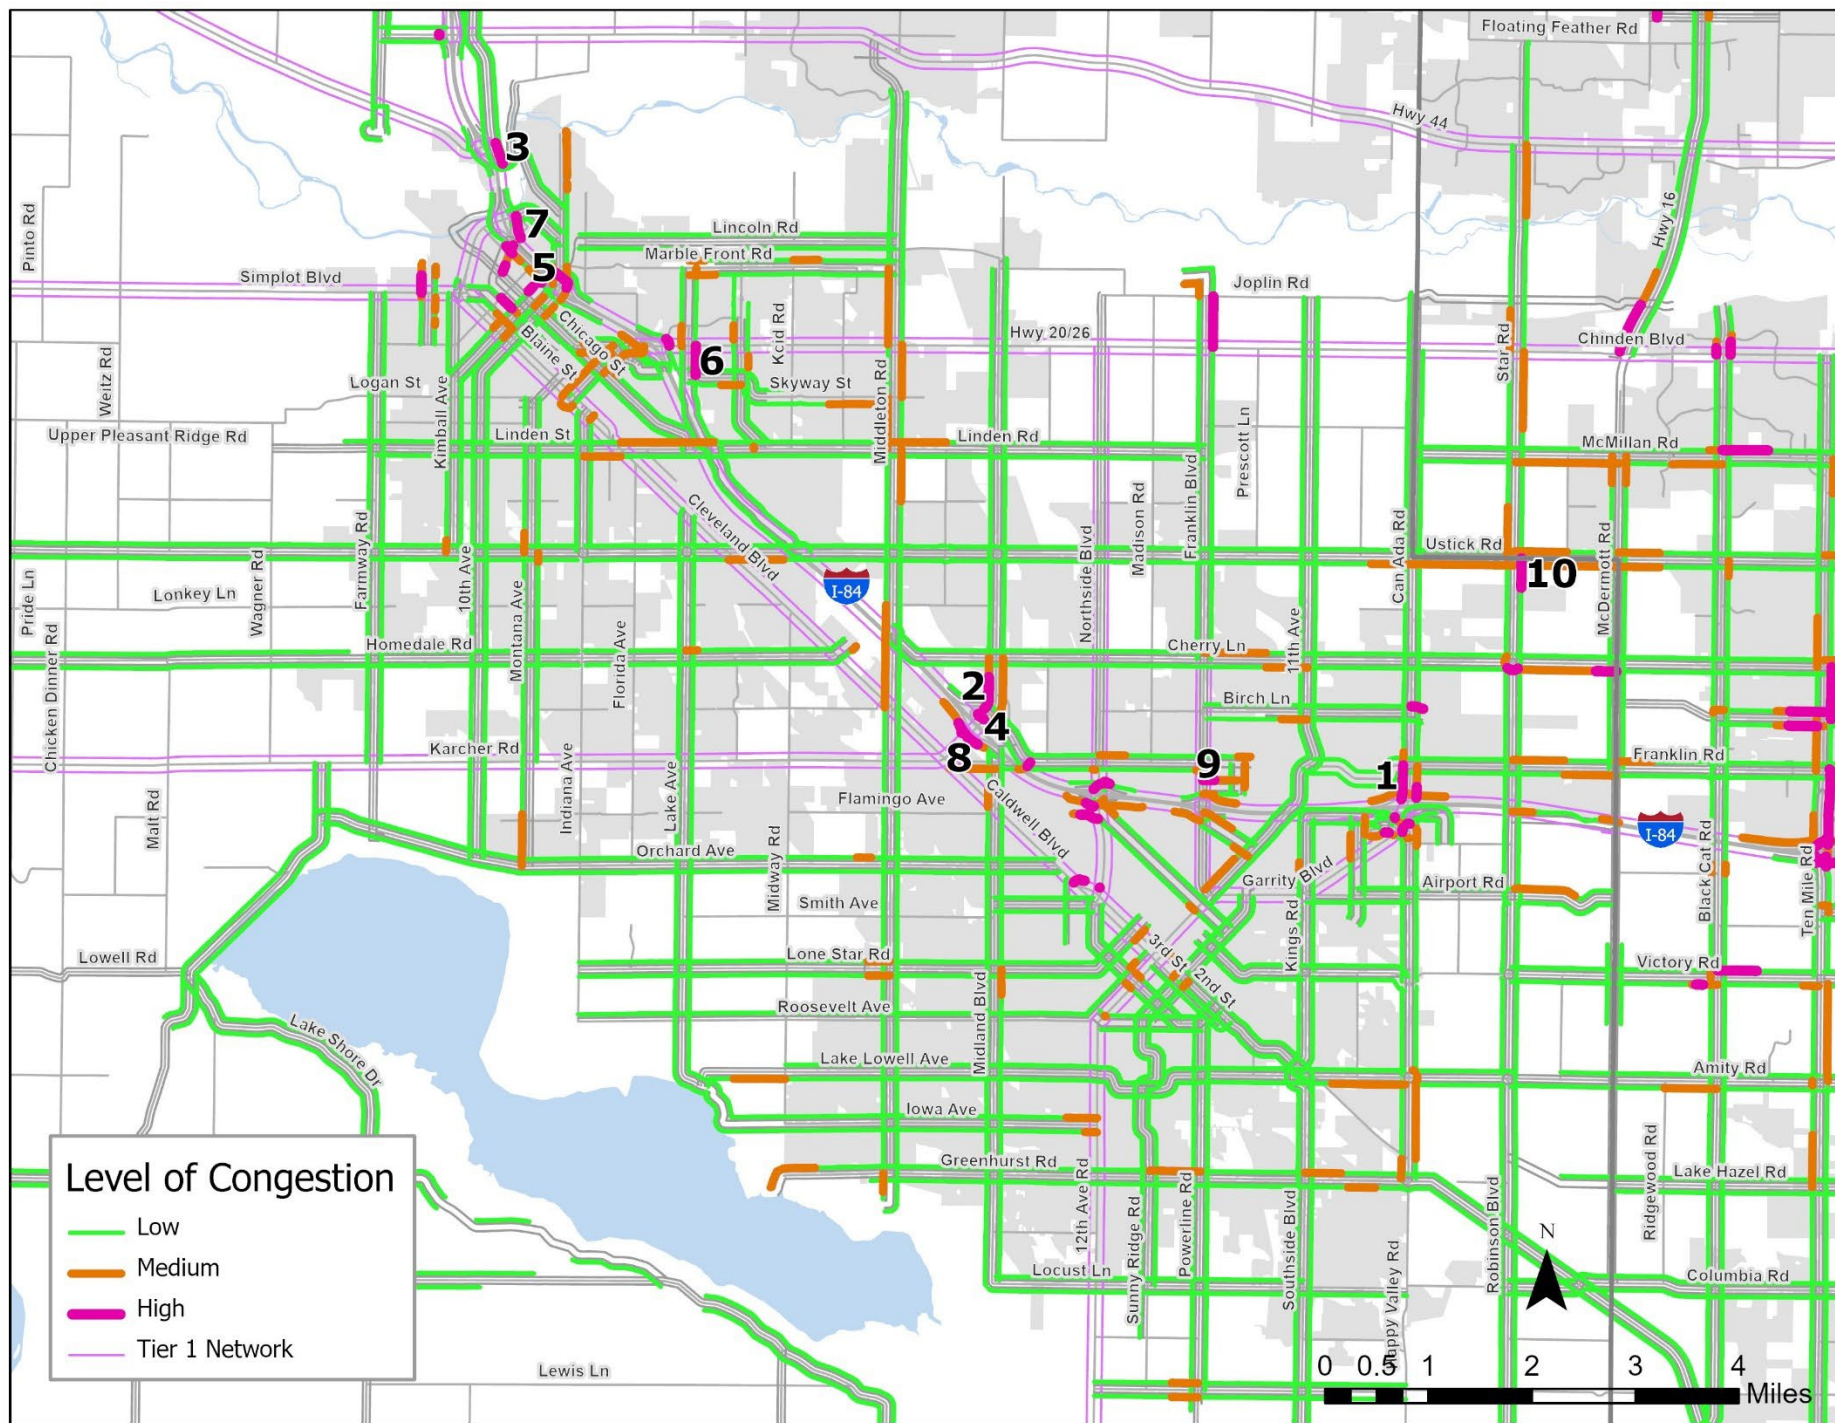 Floating Feather Rd
Hwy 44
3
Pinto Rd
7
Lincoln Rd
Hwy 16
Marble Front Rd
5
Simplot Blvd
Joplin Rd
Chicago St
Kcid Rd
Hwy 20/26
Star Rd
Chinden Blvd
Blaine St
6
Weitz Rd
Logan St
Kimball Ave
Skyway St
Middleton Rd
Upper Pleasant Ridge Rd
Linden St
Linden Rd
Prescott Ln
McMillan Rd
Cleveland Blvd
Franklin Blvd
Madison Rd
Farmway Rd
Can Ada Rd
Ustick Rd
McDermott Rd
10th Ave
Wagner Rd
Northside Blvd
10
I-84
Pride Ln
Lonkey Ln
Montana Ave
Florida Ave
11th Ave
Homedale Rd
Cherry Ln
Chicken Dinner Rd
2
4
Birch Ln
Karcher Rd
8
9
1
Franklin Rd
Indiana Ave
Lake Ave
Malt Rd
Flamingo Ave
Caldwell Blvd
I-84
Orchard Ave
Midway Rd
Garrity Blvd
Airport Rd
Black Cat Rd
Ten Mile Rd
Smith Ave
Kings Rd
Lowell Rd
Lone Star Rd
3rd St
2nd St
Victory Rd
Roosevelt Ave
Midland Blvd
Lake Shore Dr
Lake Lowell Ave
Amity Rd
Iowa Ave
Greenhurst Rd
Ridgewood Rd
Lake Hazel Rd
12th Ave Rd
Sunny Ridge Rd
Powerline Rd
Southside Blvd
Robinson Blvd
Happy Valley Rd
Locust Ln
Columbia Rd
N
Lewis Ln
Level of Congestion
Low
Medium
High
Tier 1 Network
0 0.5 1 2 3 4
Miles